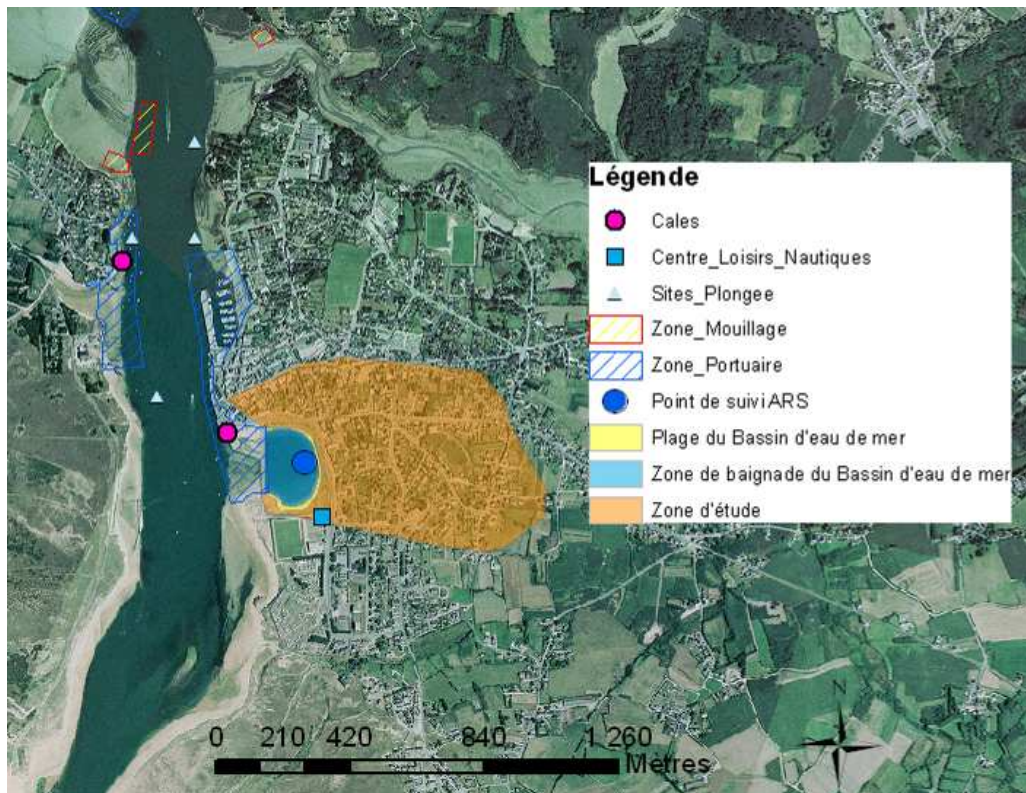 Légende
Cales
Centre_Loisirs_Nautiques
Sites_Plongee
Zone_Mouillage
Zone_Portuaire
Point de suivi ARS
Plage du Bassin d'eau de mer
Zone de baignade du Bassin d'eau de mer
Zone d'étude
N
0 210 420 840 1 260
Mètres